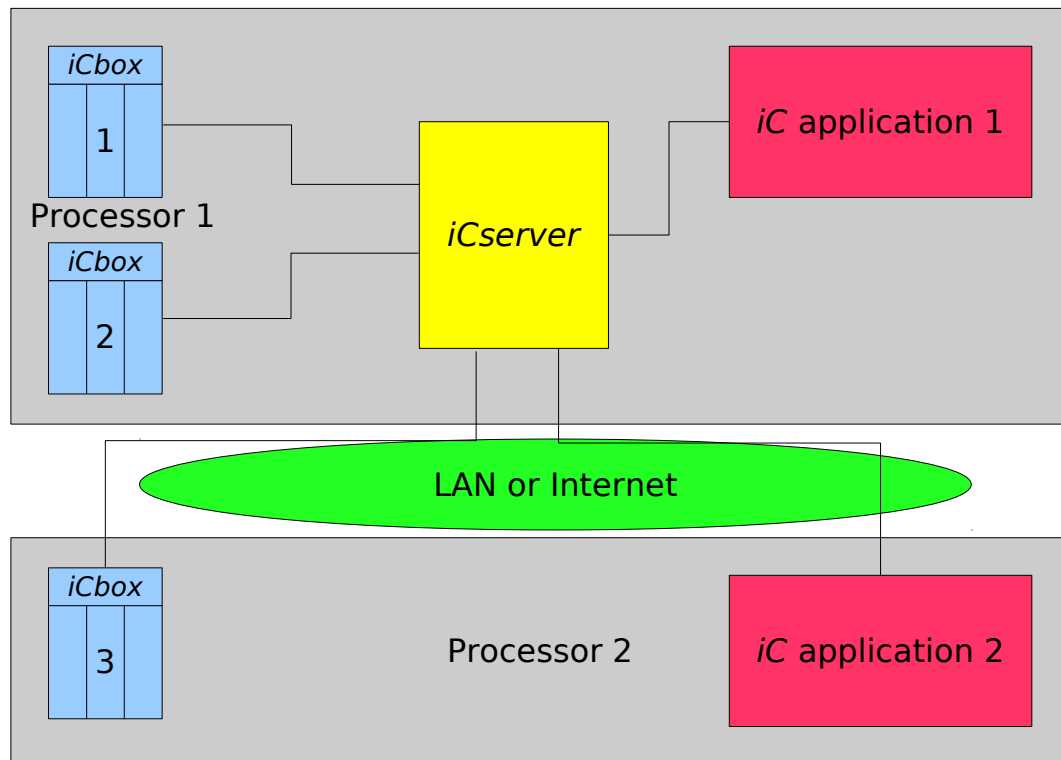 iCbox
1
iC application 1
Processor 1
iCserver
iCbox
2
LAN or Internet
iCbox
3
Processor 2
iC application 2